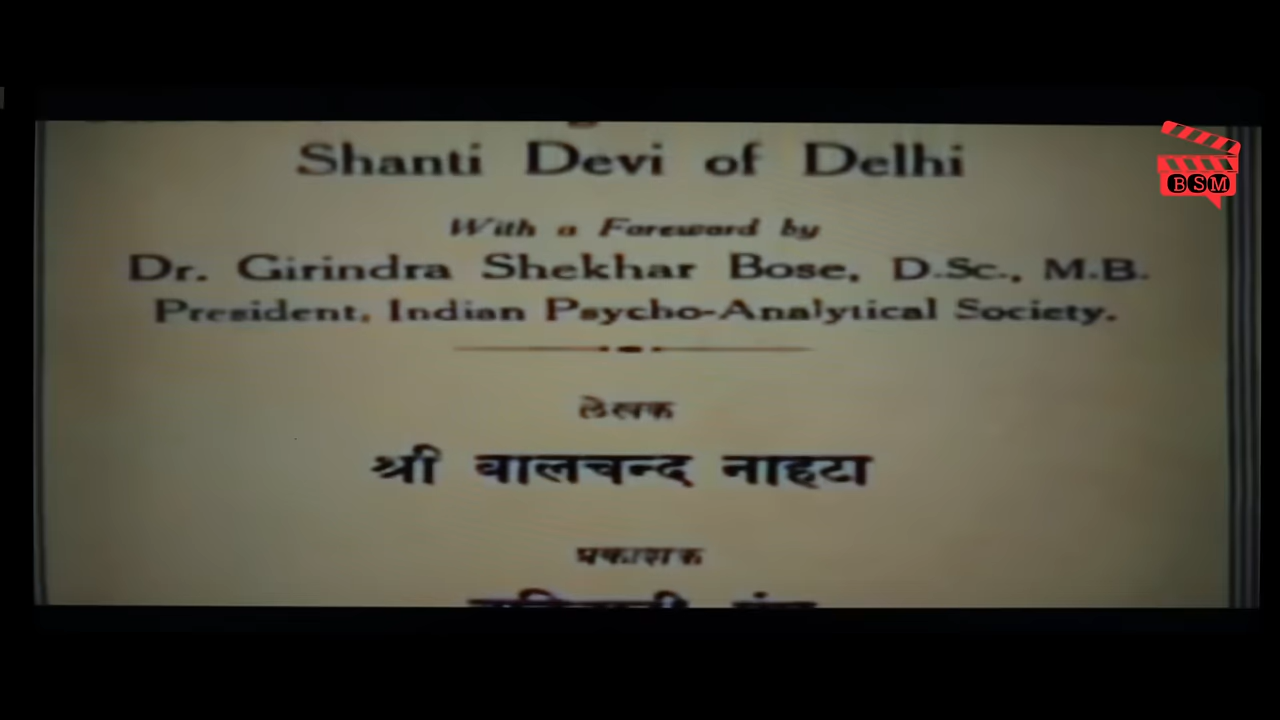 Shanti Devi of Delhi
With a Foreword by
Dr. Girindra Shekhar Bose, D.Sc., M.B.
President, Indian Psycho-Analytical Society.
लेखक
श्री बालचन्द नाहटा
प्रकाशक
BSM